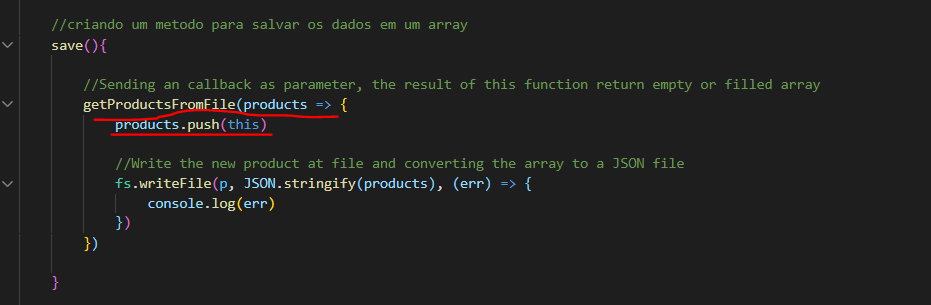 //criando um metodo para salvar os dados em um array
save(){
//Sending an callback as parameter, the result of this function return empty or filled array
getProductsFromFile(products => {
products.push(this)
//Write the new product at file and converting the array to a JSON file
fs.writeFile(p, JSON.stringify(products), (err) => {
console.log(err)
})
})
}